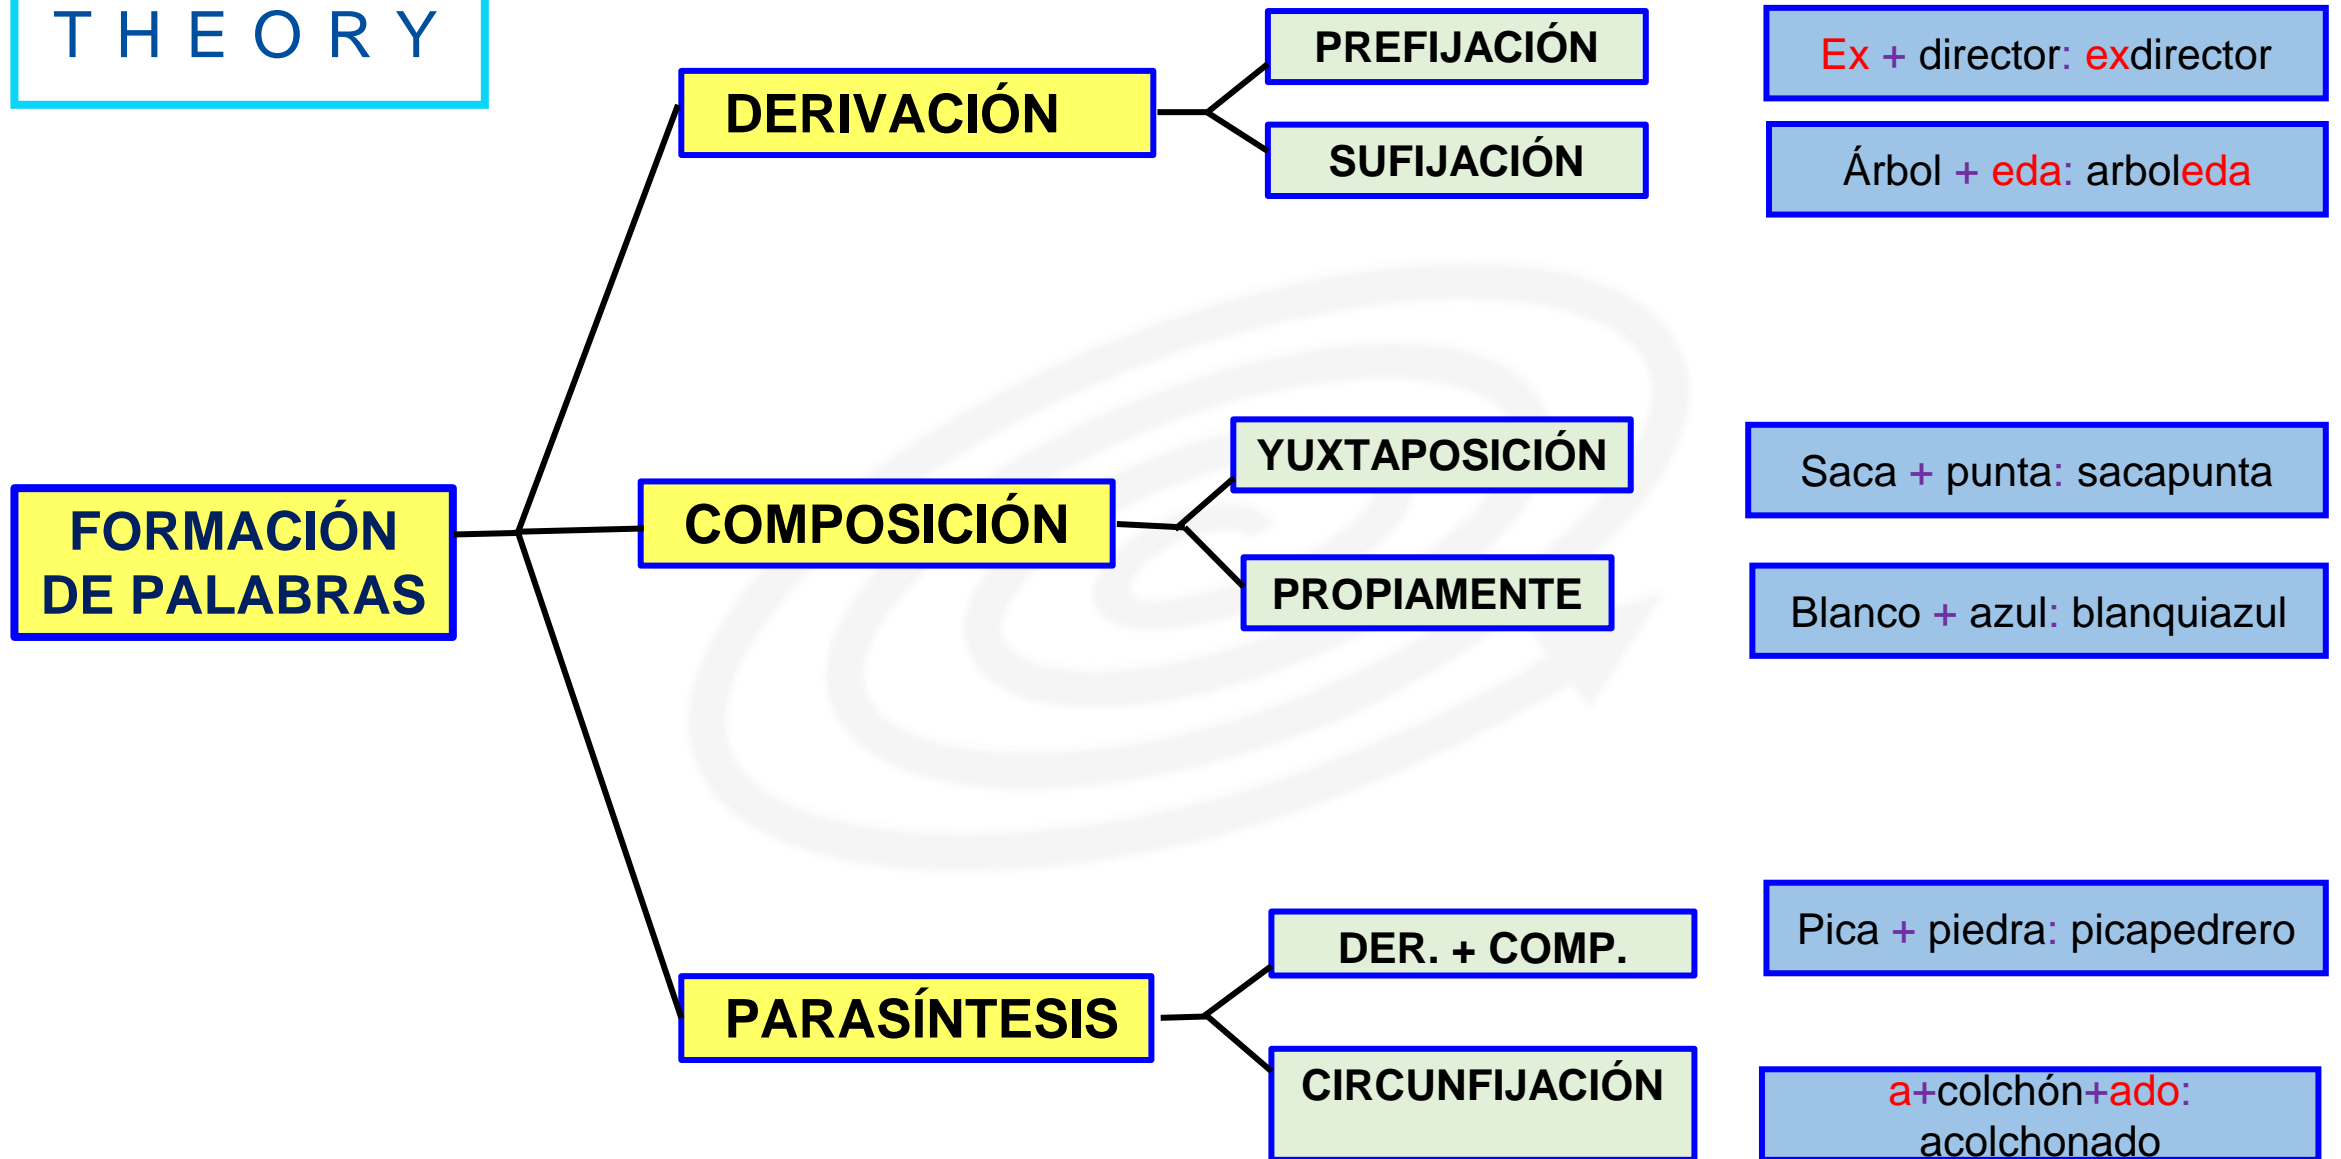 THEORY
PREFIJACIÓN
Ex + director: exdirector
DERIVACIÓN
SUFIJACIÓN
Árbol + eda: arboleda
YUXTAPOSICIÓN
Saca + punta: sacapunta
FORMACIÓN
DE PALABRAS
COMPOSICIÓN
PROPIAMENTE
Blanco + azul: blanquiazul
DER. + COMP.
Pica + piedra: picapedrero
PARASÍNTESIS
CIRCUNFIJACIÓN
a+colchón+ado:
acolchonado